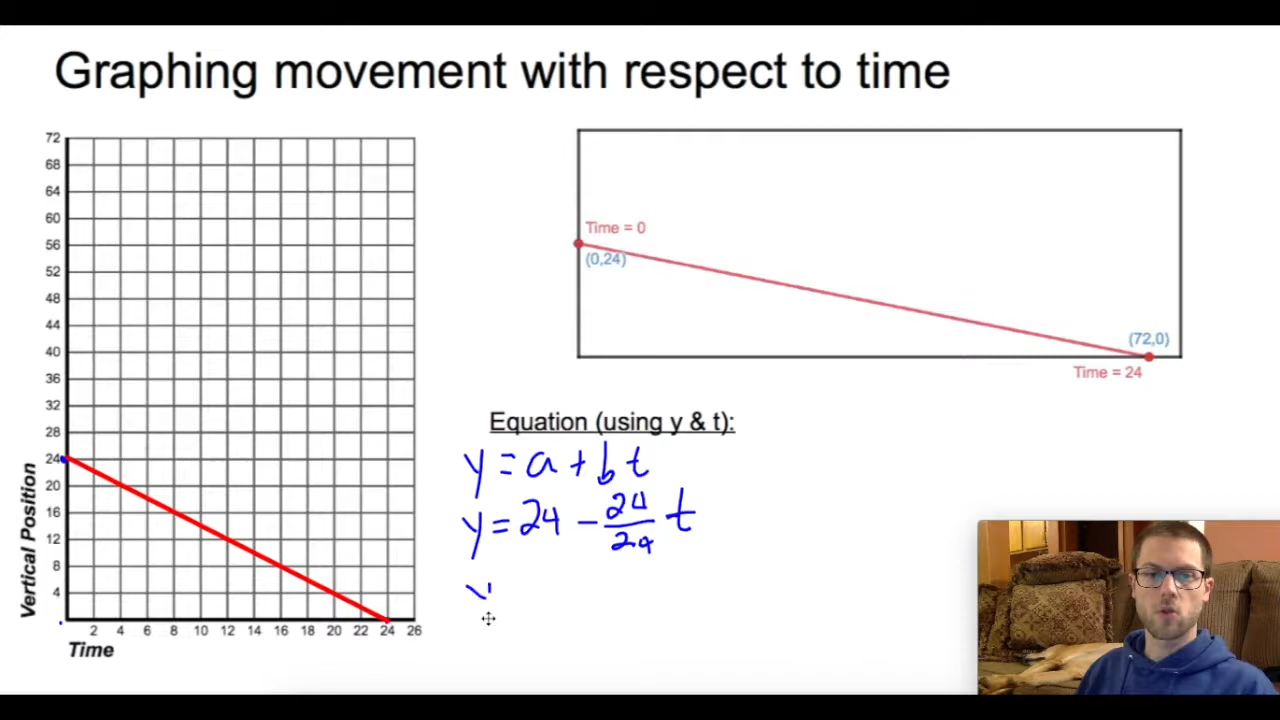 Graphing movement with respect to time
72
68
64
60
56
52
48
44
40
36
32
28
24
20
16
12
8
4
Vertical Position
2 4 6 8 10 12 14 16 18 20 22 24 26
Time
Time = 0
(0,24)
(72,0)
Time = 24
Equation (using y & t):
y = a + b t
y = 24 - 24/24 t
y